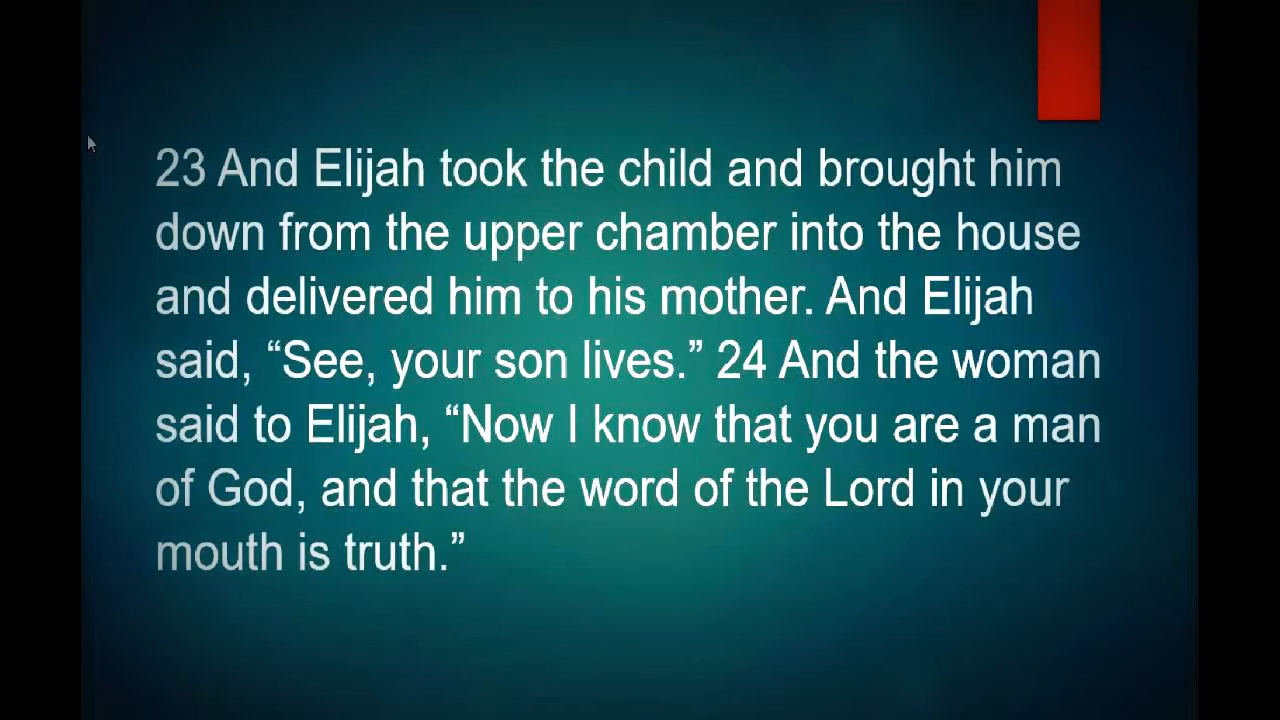 23 And Elijah took the child and brought him
down from the upper chamber into the house
and delivered him to his mother. And Elijah
said, “See, your son lives.” 24 And the woman
said to Elijah, “Now I know that you are a man
of God, and that the word of the Lord in your
mouth is truth.”